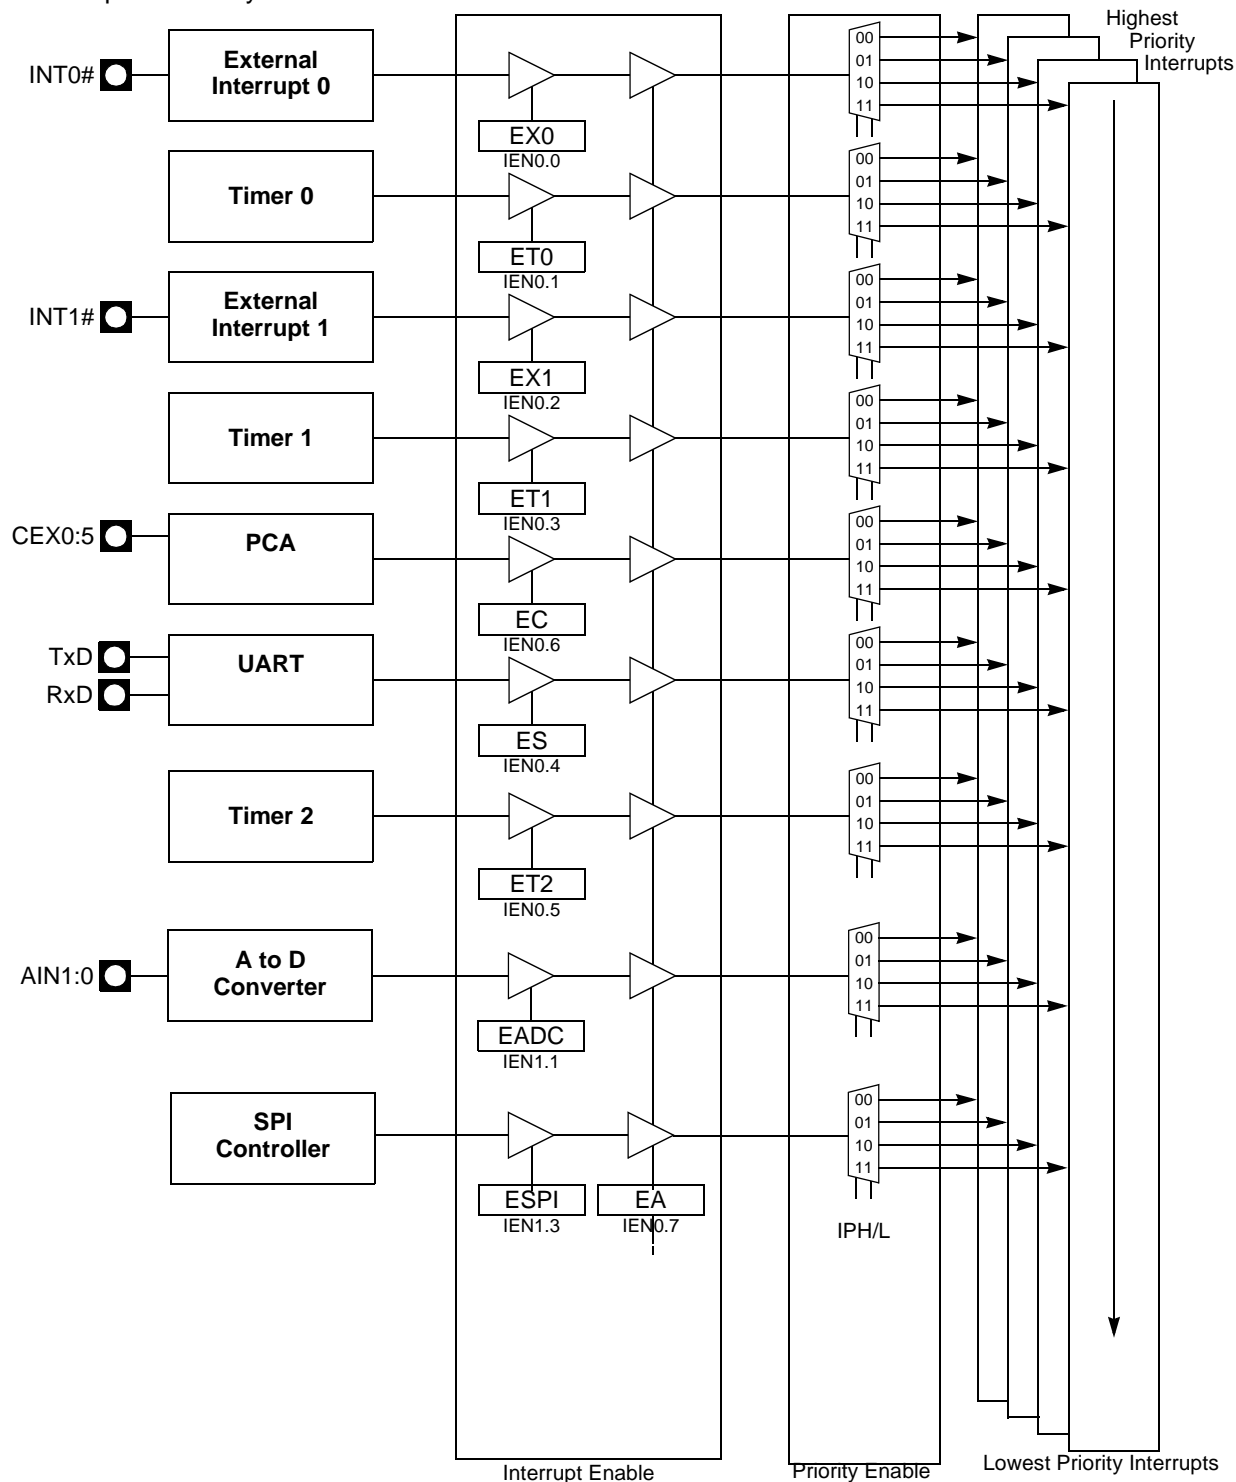 Highest
Priority
Interrupts
INT0#
External
Interrupt 0
EX0
IEN0.0
00
01
10
11
Timer 0
ET0
IEN0.1
00
01
10
11
INT1#
External
Interrupt 1
EX1
IEN0.2
00
01
10
11
Timer 1
ET1
IEN0.3
00
01
10
11
CEX0:5
PCA
EC
IEN0.6
00
01
10
11
TxD
RxD
UART
ES
IEN0.4
00
01
10
11
Timer 2
ET2
IEN0.5
00
01
10
11
AIN1:0
A to D
Converter
EADC
IEN1.1
00
01
10
11
SPI
Controller
ESPI
IEN1.3
EA
IEN0.7
00
01
10
11
IPH/L
Interrupt Enable
Priority Enable
Lowest Priority Interrupts